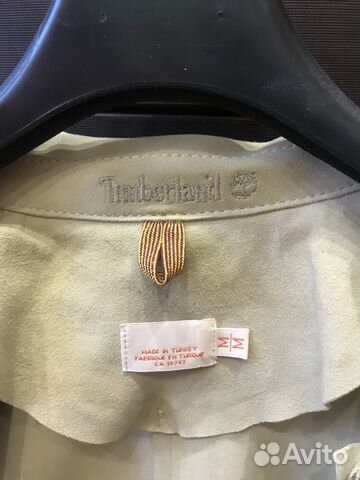 Timberland
MADE IN TURKEY
FABRIQUE EN TURQUIE
M
M
Avito